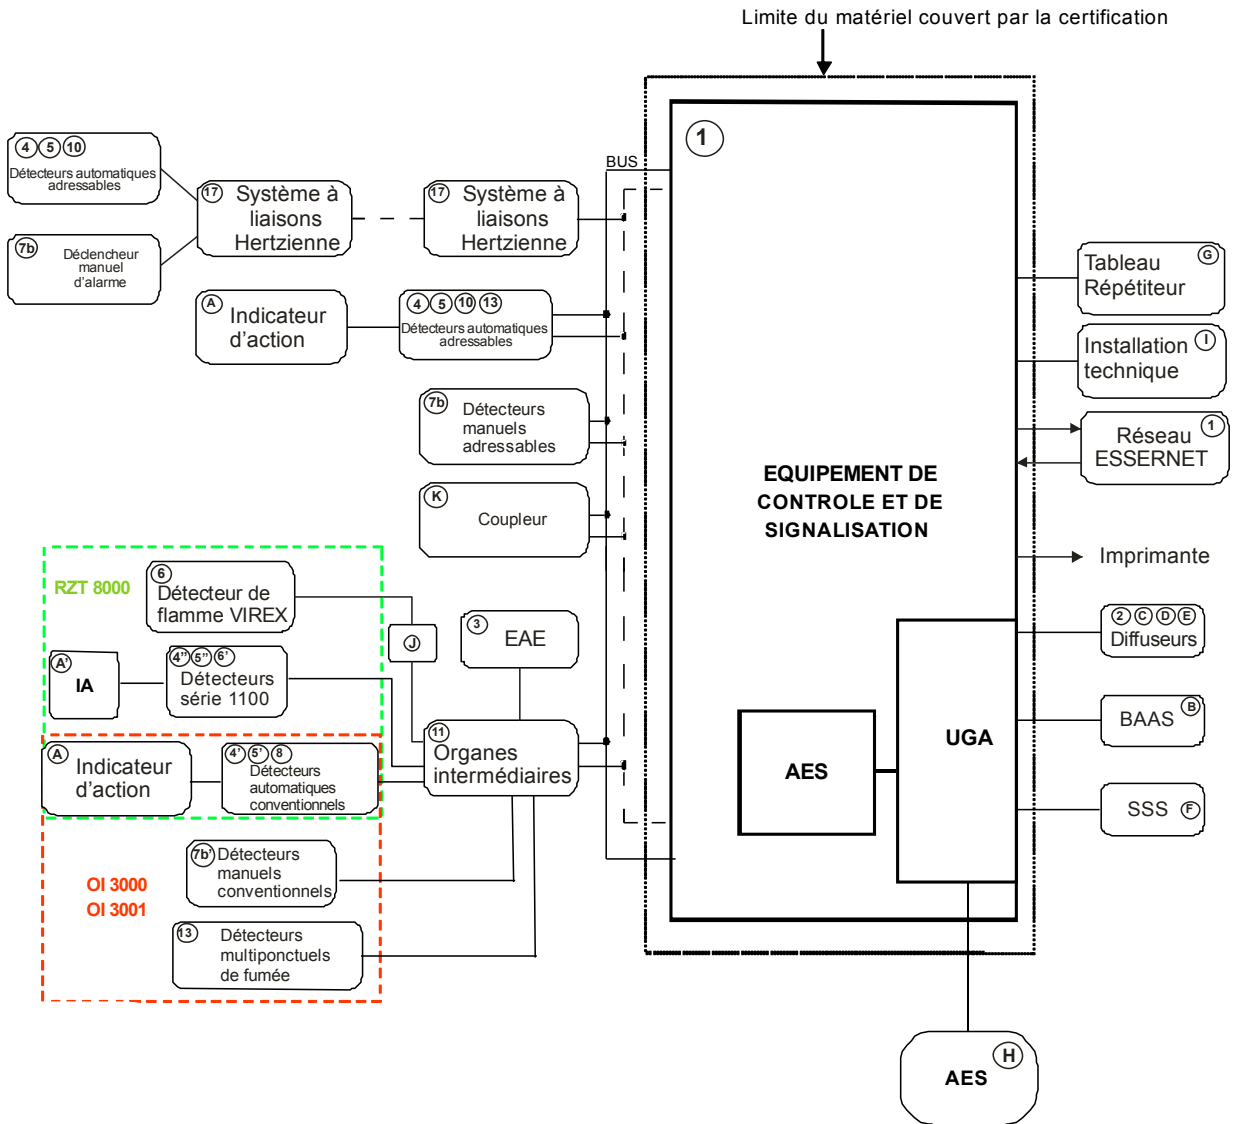 Limite du matériel couvert par la certification
1
BUS
4 5 10
Détecteurs automatiques
adressables
7b
Déclencheur
manuel
d'alarme
17
Système à
liaisons
Hertzienne
17
Système à
liaisons
Hertzienne
A
Indicateur
d'action
4 5 10 13
Détecteurs automatiques
adressables
7b
Détecteurs
manuels
adressables
K
Coupleur
RZT 8000
6
Détecteur de
flamme VIREX
J
3
EAE
A'
IA
4" 5" 6'
Détecteurs
série 1100
A
Indicateur
d'action
4' 5' 8
Détecteurs
automatiques
conventionnels
11
Organes
intermédiaires
OI 3000
OI 3001
7b'
Détecteurs
manuels
conventionnels
13
Détecteurs
multiponctuels
de fumée
EQUIPEMENT DE
CONTROLE ET DE
SIGNALISATION
AES
UGA
G
Tableau
Répétiteur
I
Installation
technique
1
Réseau
ESSERNET
Imprimante
2 C D E
Diffuseurs
BAAS B
SSS F
H
AES